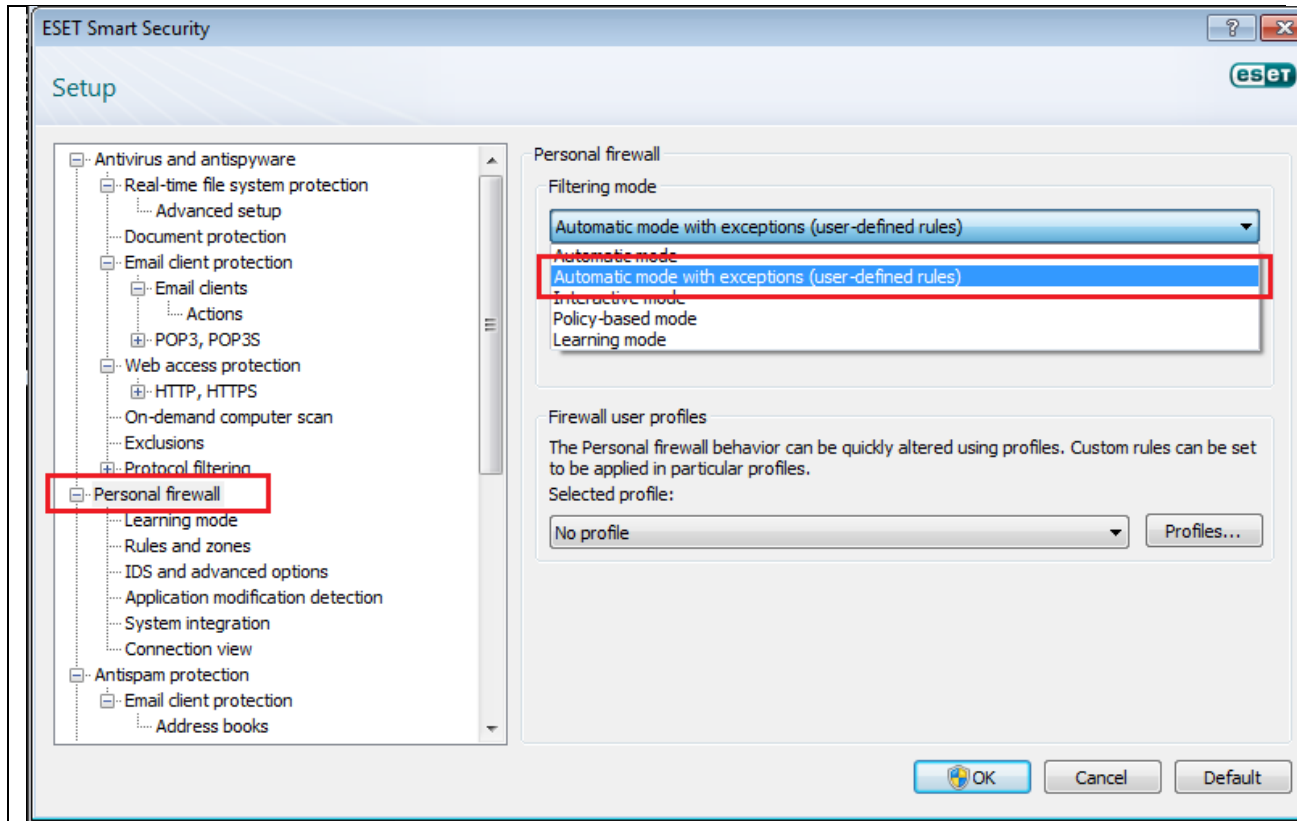 ESET Smart Security
Setup
eset
Antivirus and antispyware
Real-time file system protection
Advanced setup
Document protection
Email client protection
Email clients
Actions
POP3, POP3S
Web access protection
HTTP, HTTPS
On-demand computer scan
Exclusions
Protocol filtering
Personal firewall
Learning mode
Rules and zones
IDS and advanced options
Application modification detection
System integration
Connection view
Antispam protection
Email client protection
Address books
Personal firewall
Filtering mode
Automatic mode with exceptions (user-defined rules)
Automatic mode
Automatic mode with exceptions (user-defined rules)
Interactive mode
Policy-based mode
Learning mode
Firewall user profiles
The Personal firewall behavior can be quickly altered using profiles. Custom rules can be set
to be applied in particular profiles.
Selected profile:
No profile
Profiles...
OK
Cancel
Default